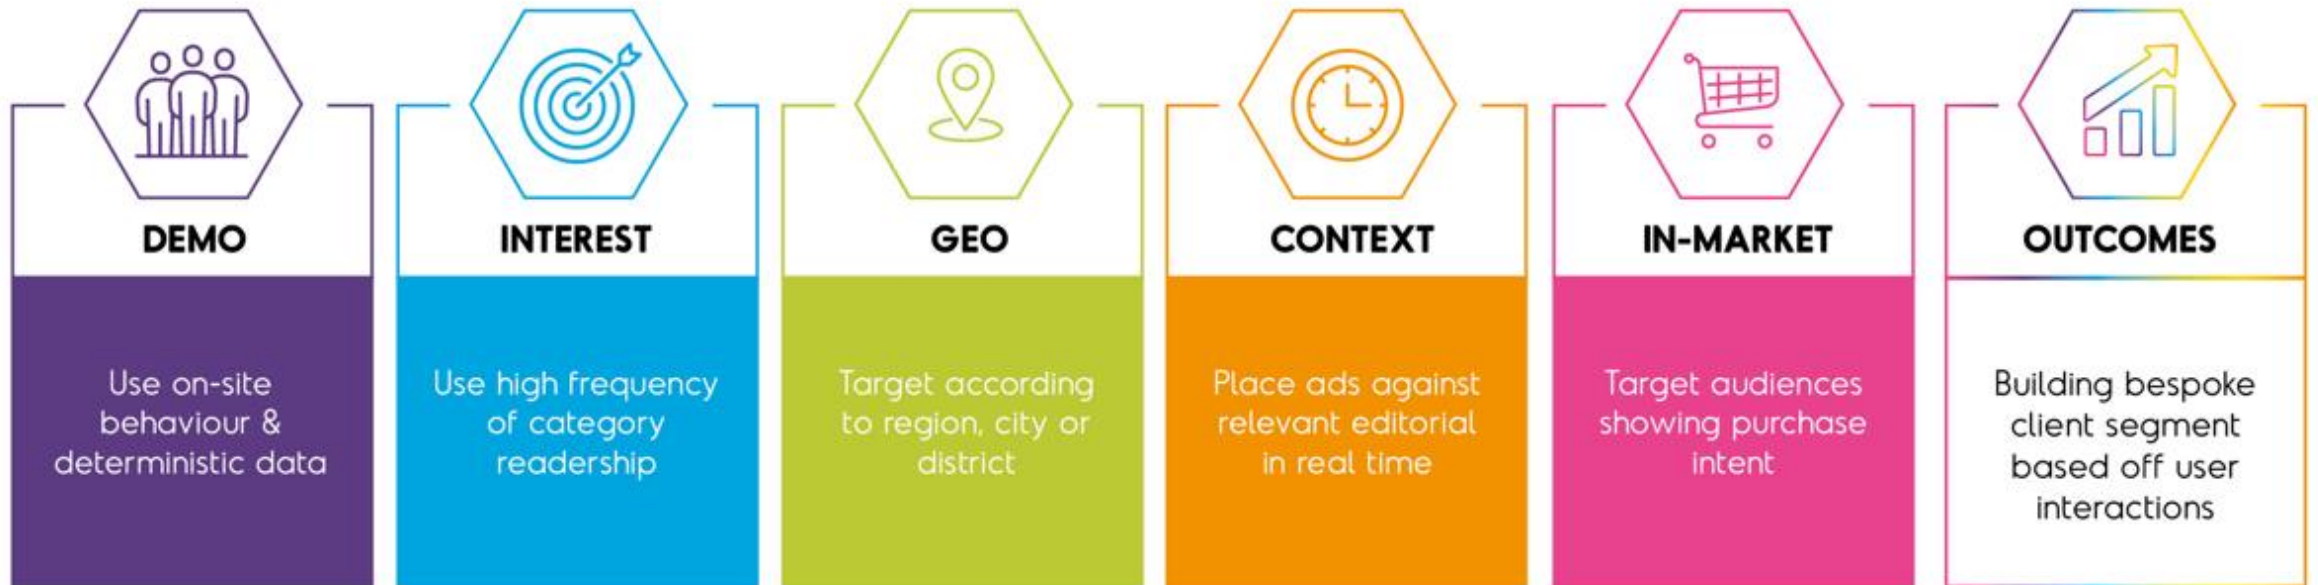 DEMO
Use on-site
behaviour &
deterministic data
INTEREST
Use high frequency
of category
readership
GEO
Target according
to region, city or
district
CONTEXT
Place ads against
relevant editorial
in real time
IN-MARKET
Target audiences
showing purchase
intent
OUTCOMES
Building bespoke
client segment
based off user
interactions